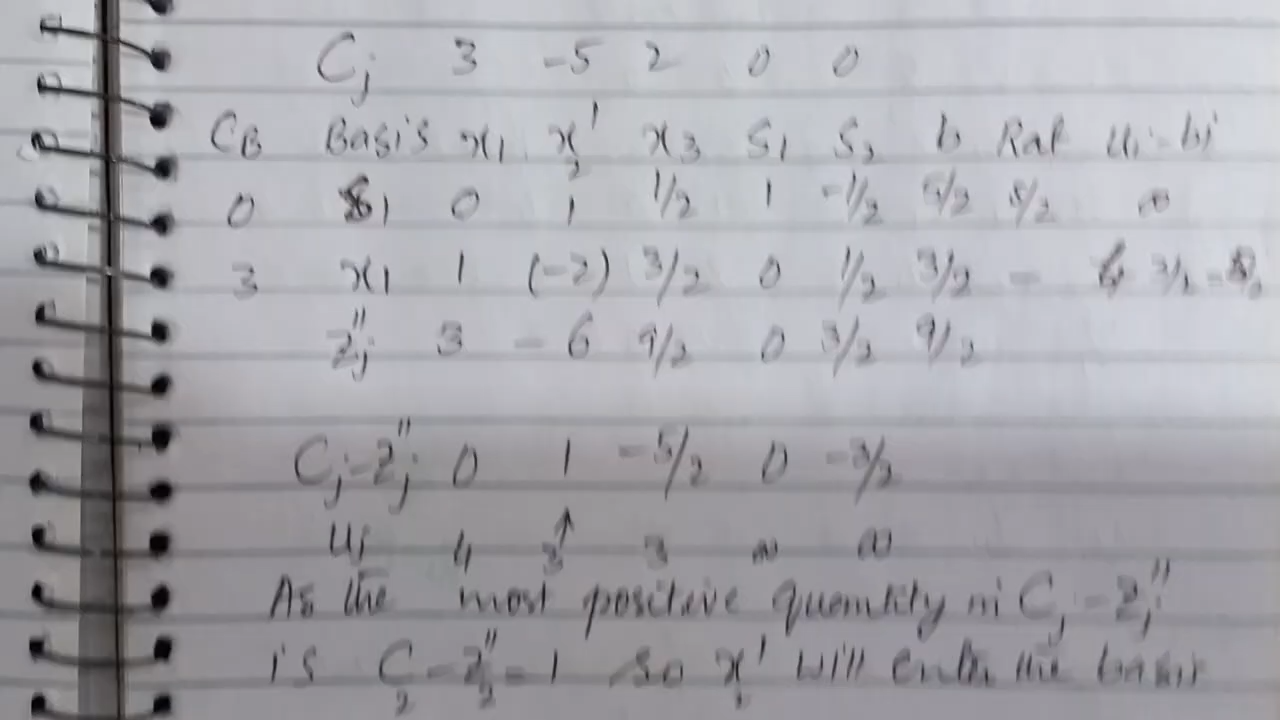 Cj 3 -5 2 0 0
CB Basis x1 x2' x3 S1 S2 b Rat ui-bi
0 S1 0 1 1/2 1 -1/2 5/2 5/2 ∞
3 x1 1 (-2) 3/2 0 1/2 3/2 -
Zj'' 3 -6 9/2 0 3/2 9/2
Cj-Zj'' 0 1 -5/2 0 -3/2
↑
uj 4 3 3 ∞ ∞
As the most positive quantity in Cj-Zj''
is C2-Z2''=1 so x2' will enter the basis